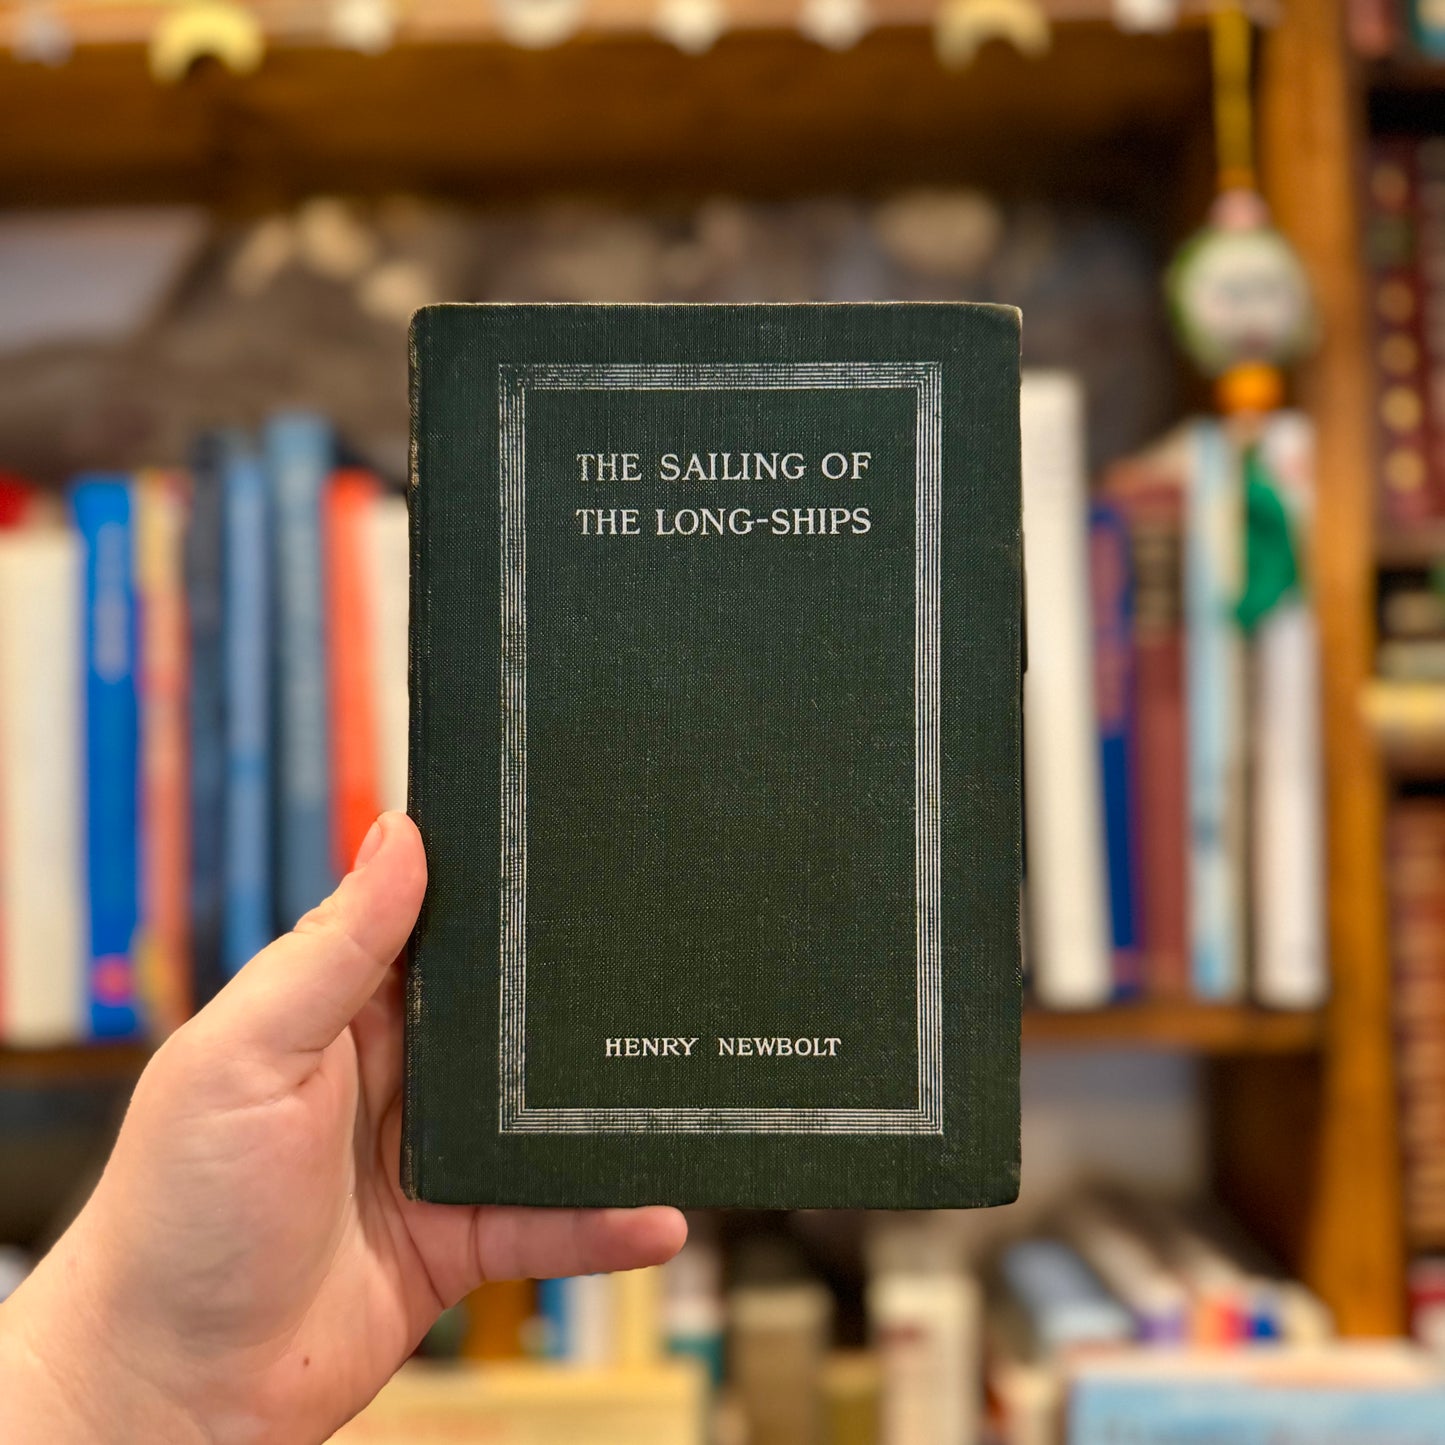 THE SAILING OF
THE LONG-SHIPS
HENRY NEWBOLT